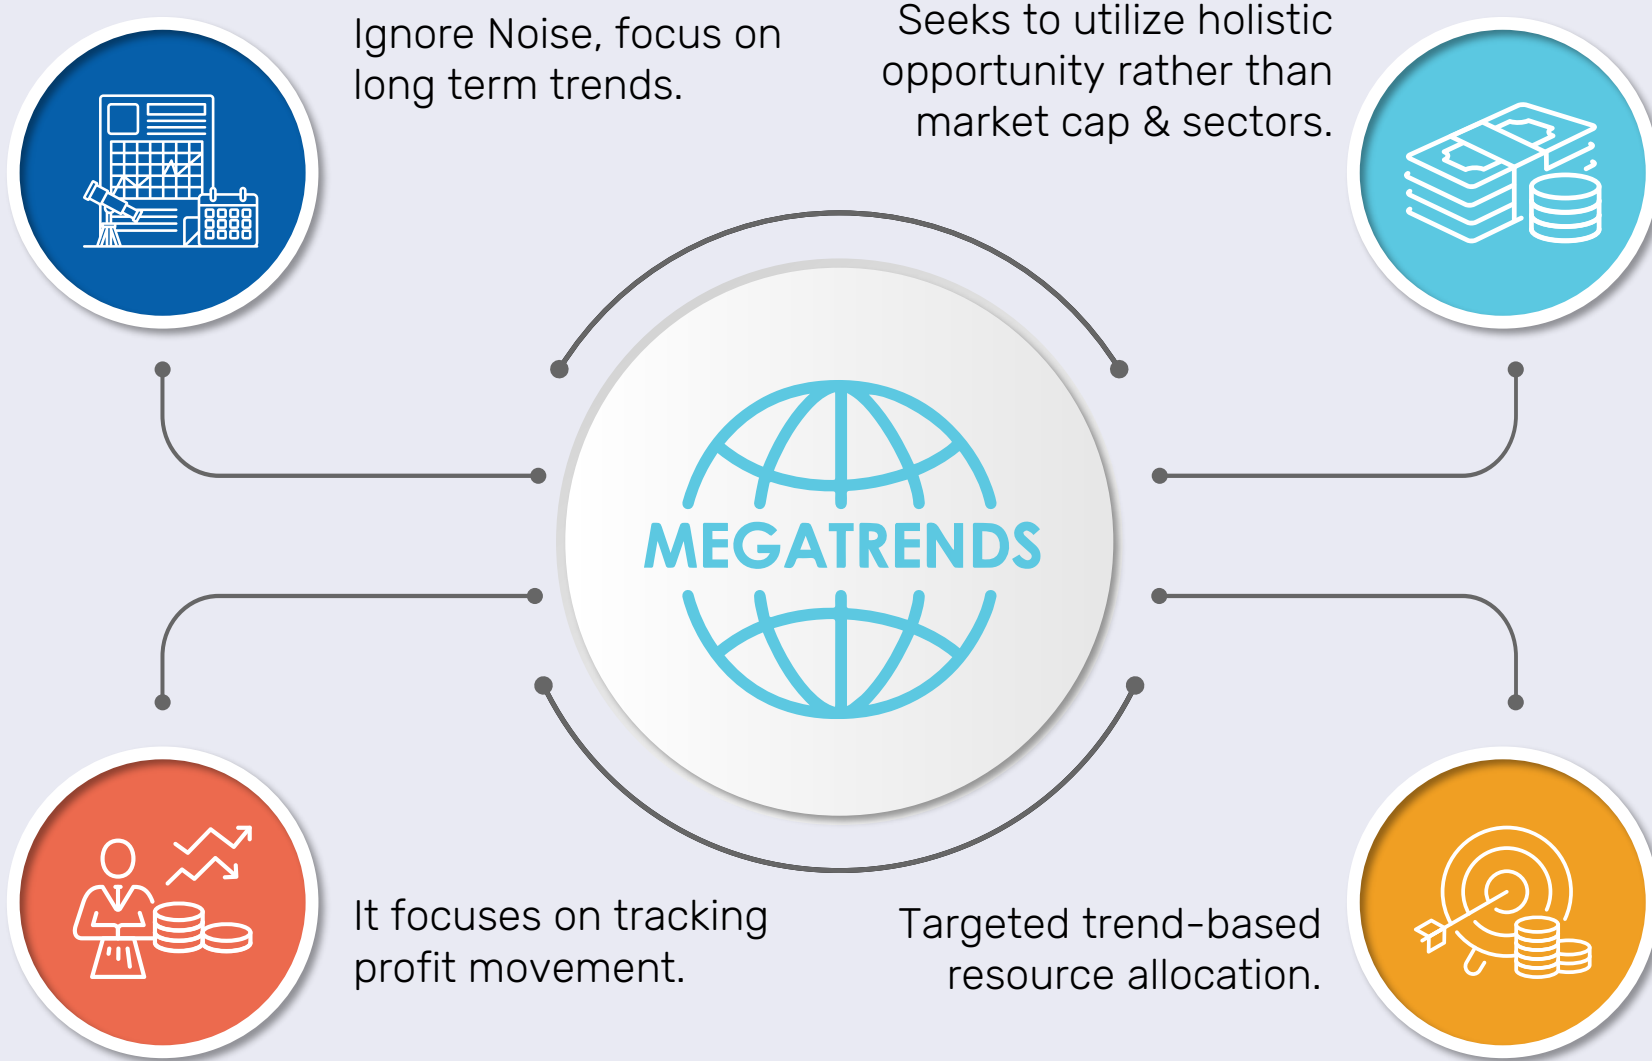 Ignore Noise, focus on
long term trends.
Seeks to utilize holistic
opportunity rather than
market cap & sectors.
MEGATRENDS
It focuses on tracking
profit movement.
Targeted trend-based
resource allocation.